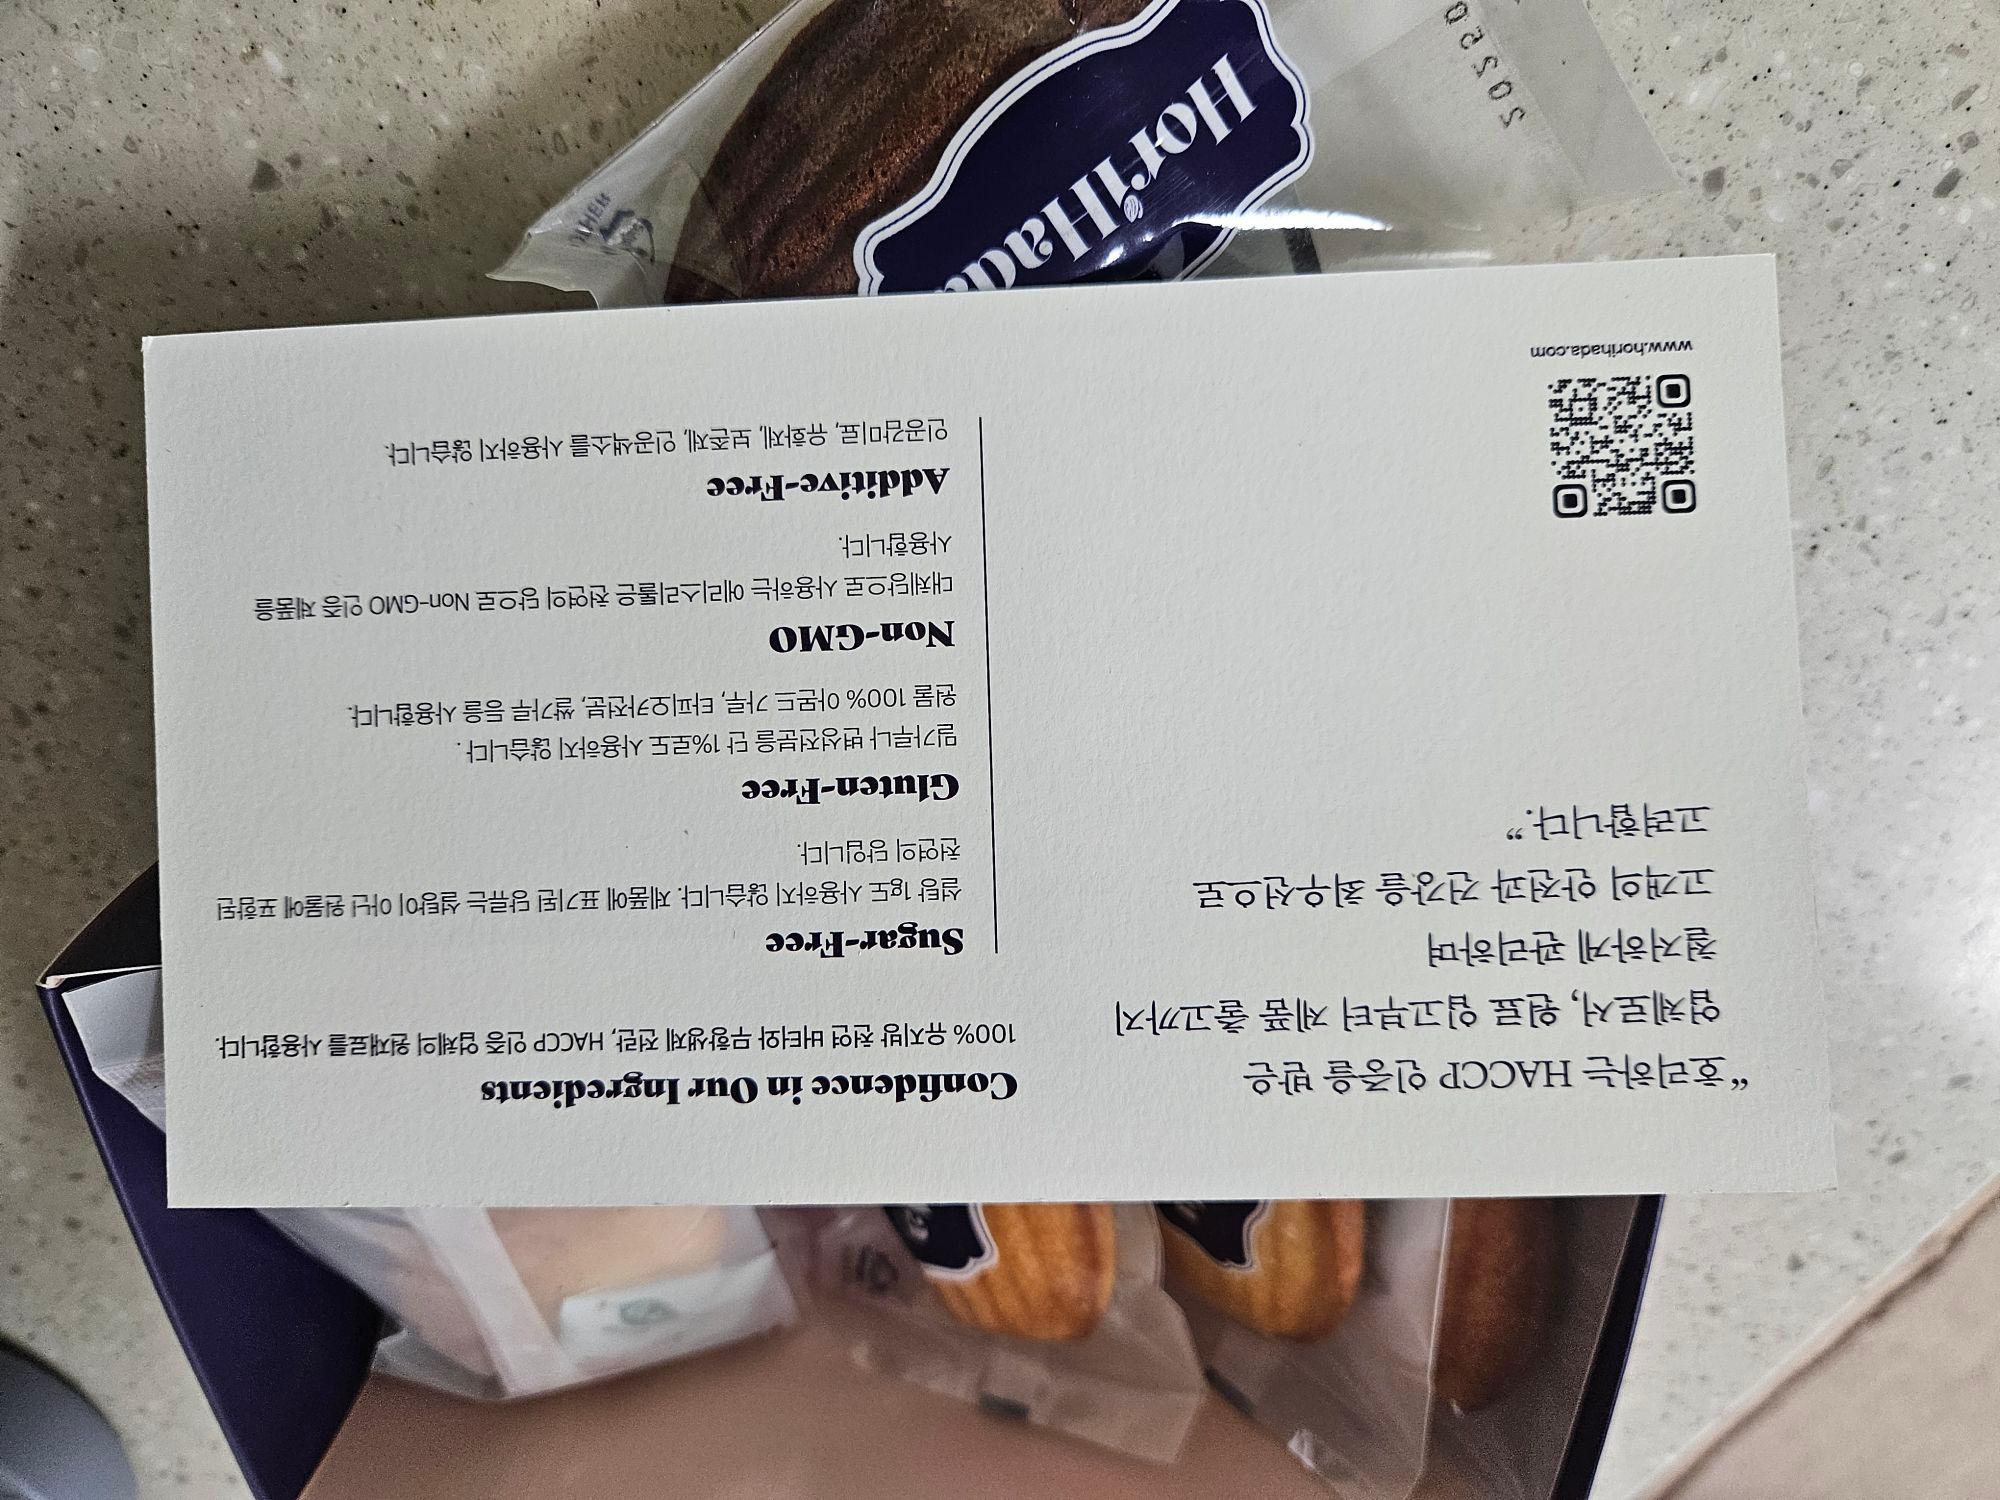 "호리하는 HACCP 인증을 받은
업체로서, 원료 입고부터 제품 출고까지
철저하게 관리하며
고객의 안전과 건강을 최우선으로
고려합니다."
www.horihada.com
Confidence in Our Ingredients
100% 유지방 천연 버터와 무항생제 전란, HACCP 인증 업체의 원재료를 사용합니다.
Sugar-Free
설탕 1g도 사용하지 않습니다. 제품에 표기된 당류는 설탕이 아닌 원물에 포함된
천연의 당입니다.
Gluten-Free
밀가루나 변성전분을 단 1%로도 사용하지 않습니다.
원물 100% 아몬드 가루, 타피오카전분, 쌀가루 등을 사용합니다.
Non-GMO
대체당으로 사용하는 에리스리톨은 천연의 당으로 Non-GMO 인증 제품을
사용합니다.
Additive-Free
인공감미료, 유화제, 보존제, 인공색소를 사용하지 않습니다.